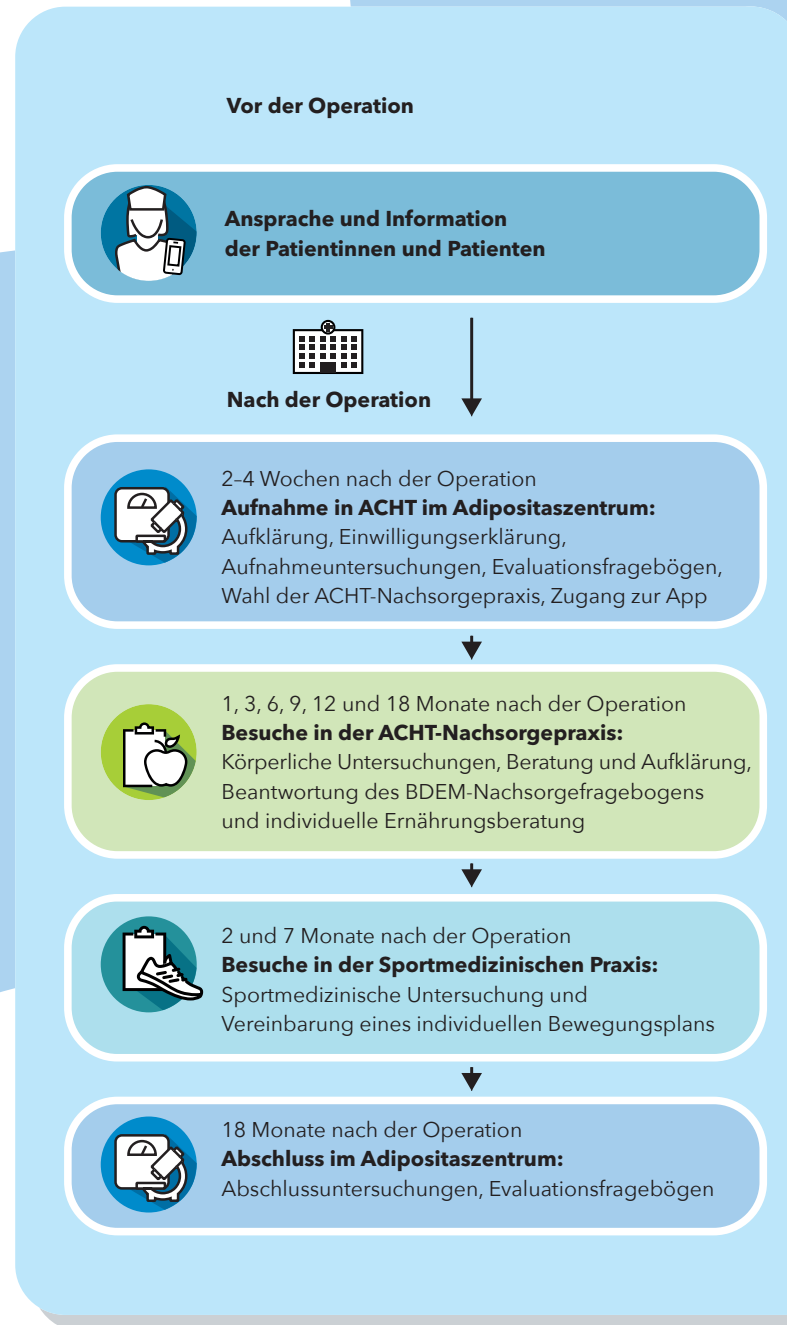 Vor der Operation
Ansprache und Information
der Patientinnen und Patienten
Nach der Operation
2–4 Wochen nach der Operation
Aufnahme in ACHT im Adipositaszentrum:
Aufklärung, Einwilligungserklärung,
Aufnahmeuntersuchungen, Evaluationsfragebögen,
Wahl der ACHT-Nachsorgepraxis, Zugang zur App
1, 3, 6, 9, 12 und 18 Monate nach der Operation
Besuche in der ACHT-Nachsorgepraxis:
Körperliche Untersuchungen, Beratung und Aufklärung,
Beantwortung des BDEM-Nachsorgefragebogens
und individuelle Ernährungsberatung
2 und 7 Monate nach der Operation
Besuche in der Sportmedizinischen Praxis:
Sportmedizinische Untersuchung und
Vereinbarung eines individuellen Bewegungsplans
18 Monate nach der Operation
Abschluss im Adipositaszentrum:
Abschlussuntersuchungen, Evaluationsfragebögen